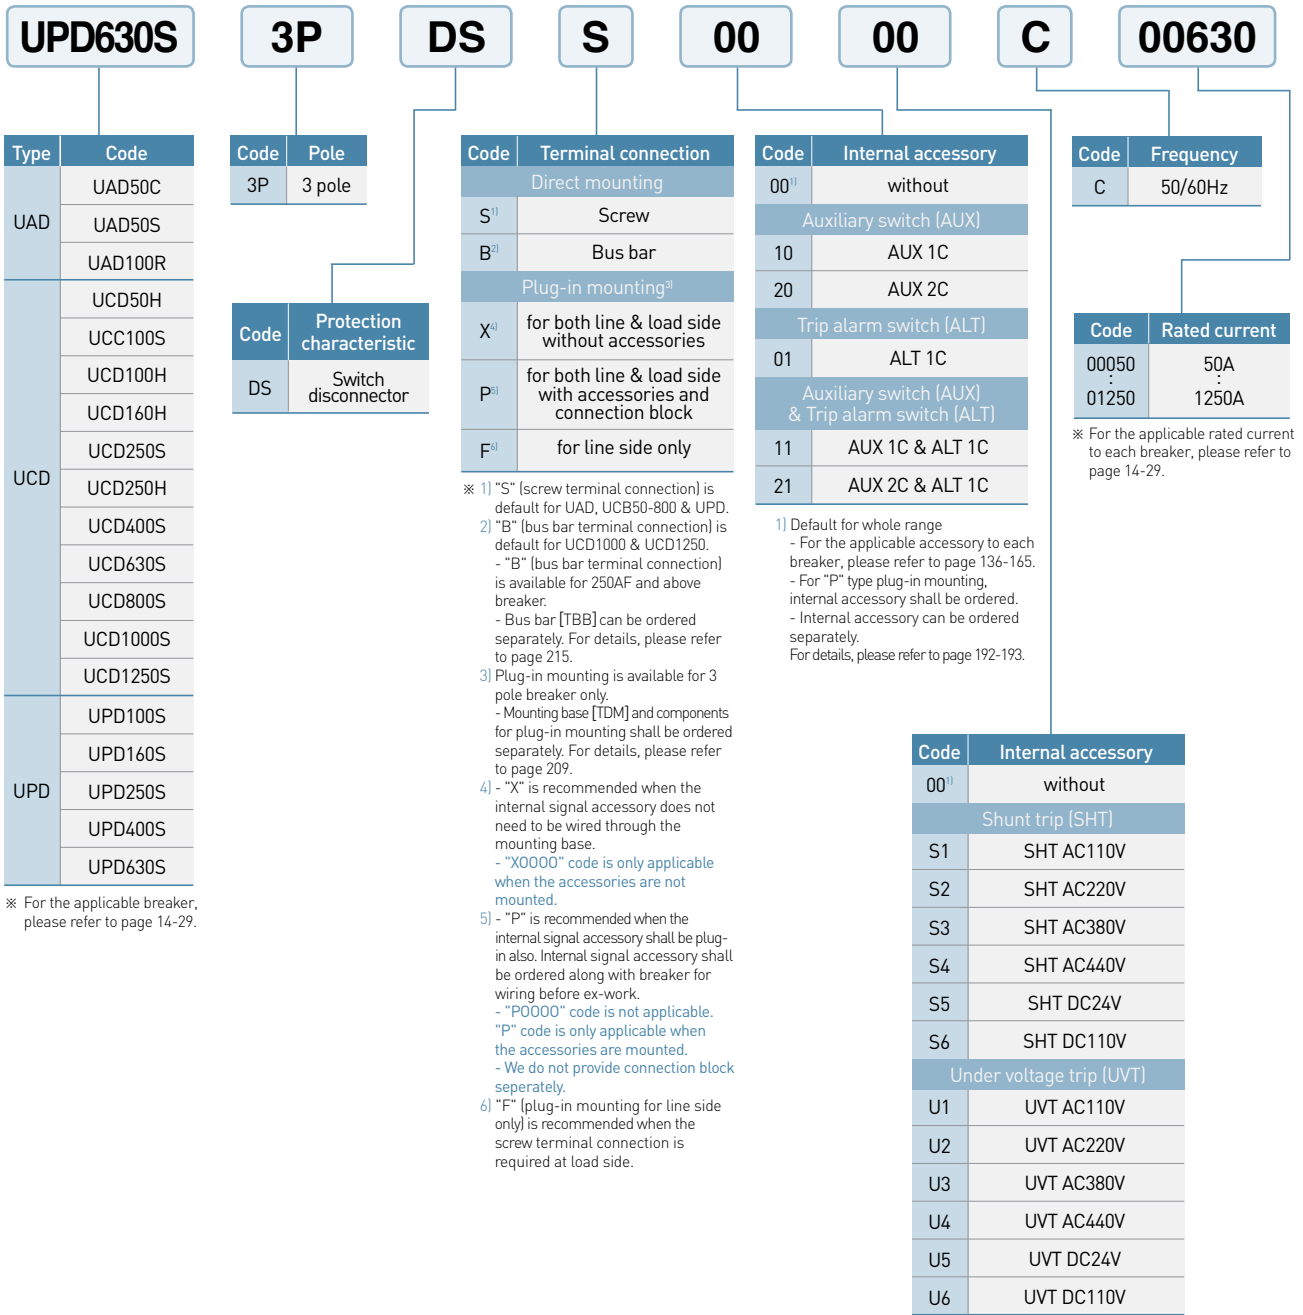 UPD630S 3P DS S 00 00 C 00630
Type Code
UAD
UAD50C
UAD50S
UAD100R
UCD
UCD50H
UCC100S
UCD100H
UCD160H
UCD250S
UCD250H
UCD400S
UCD630S
UCD800S
UCD1000S
UCD1250S
UPD
UPD100S
UPD160S
UPD250S
UPD400S
UPD630S
※ For the applicable breaker,
please refer to page 14-29.
Code Pole
3P 3 pole
Code Protection
characteristic
DS Switch
disconnector
Code Terminal connection
Direct mounting
S1) Screw
B2) Bus bar
Plug-in mounting3)
X4) for both line & load side
without accessories
P5) for both line & load side
with accessories and
connection block
F6) for line side only
※ 1) "S" (screw terminal connection) is
default for UAD, UCB50-800 & UPD.
2) "B" (bus bar terminal connection) is
default for UCD1000 & UCD1250.
- "B" (bus bar terminal connection)
is available for 250AF and above
breaker.
- Bus bar [TBB] can be ordered
separately. For details, please refer
to page 215.
3) Plug-in mounting is available for 3
pole breaker only.
- Mounting base [TDM] and components
for plug-in mounting shall be ordered
separately. For details, please refer
to page 209.
4) - "X" is recommended when the
internal signal accessory does not
need to be wired through the
mounting base.
- "X0000" code is only applicable
when the accessories are not
mounted.
5) - "P" is recommended when the
internal signal accessory shall be plug-
in also. Internal signal accessory shall
be ordered along with breaker for
wiring before ex-work.
- "P0000" code is not applicable.
"P" code is only applicable when
the accessories are mounted.
- We do not provide connection block
seperately.
6) "F" (plug-in mounting for line side
only) is recommended when the
screw terminal connection is
required at load side.
Code Internal accessory
00 1) without
Auxiliary switch (AUX)
10 AUX 1C
20 AUX 2C
Trip alarm switch (ALT)
01 ALT 1C
Auxiliary switch (AUX)
& Trip alarm switch (ALT)
11 AUX 1C & ALT 1C
21 AUX 2C & ALT 1C
1) Default for whole range
- For the applicable accessory to each
breaker, please refer to page 136-165.
- For "P" type plug-in mounting,
internal accessory shall be ordered.
- Internal accessory can be ordered
separately.
For details, please refer to page 192-193.
Code Internal accessory
00 1) without
Shunt trip (SHT)
S1 SHT AC110V
S2 SHT AC220V
S3 SHT AC380V
S4 SHT AC440V
S5 SHT DC24V
S6 SHT DC110V
Under voltage trip (UVT)
U1 UVT AC110V
U2 UVT AC220V
U3 UVT AC380V
U4 UVT AC440V
U5 UVT DC24V
U6 UVT DC110V
Code Frequency
C 50/60Hz
Code Rated current
00050 50A
: :
01250 1250A
※ For the applicable rated current
to each breaker, please refer to
page 14-29.